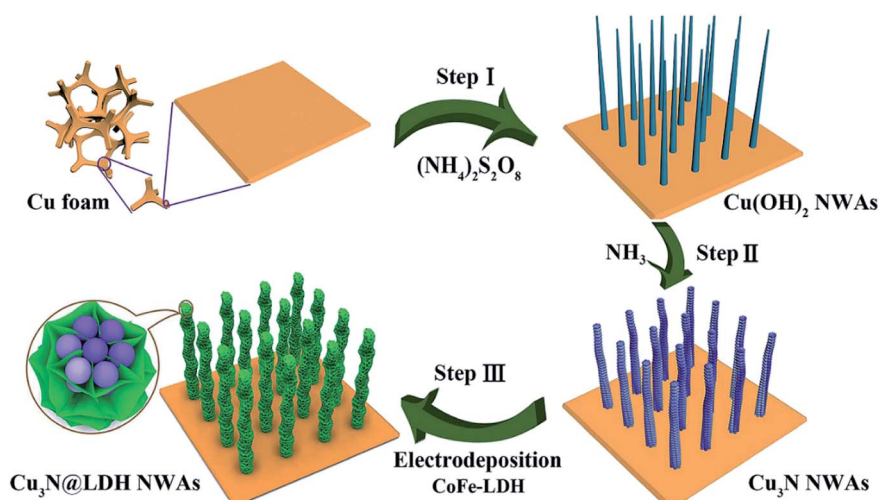 Step Ⅰ
(NH₄)₂S₂O₈
Cu foam
Cu(OH)₂ NWAs
NH₃
Step Ⅱ
Step Ⅲ
Electrodeposition
CoFe-LDH
Cu₃N@LDH NWAs
Cu₃N NWAs